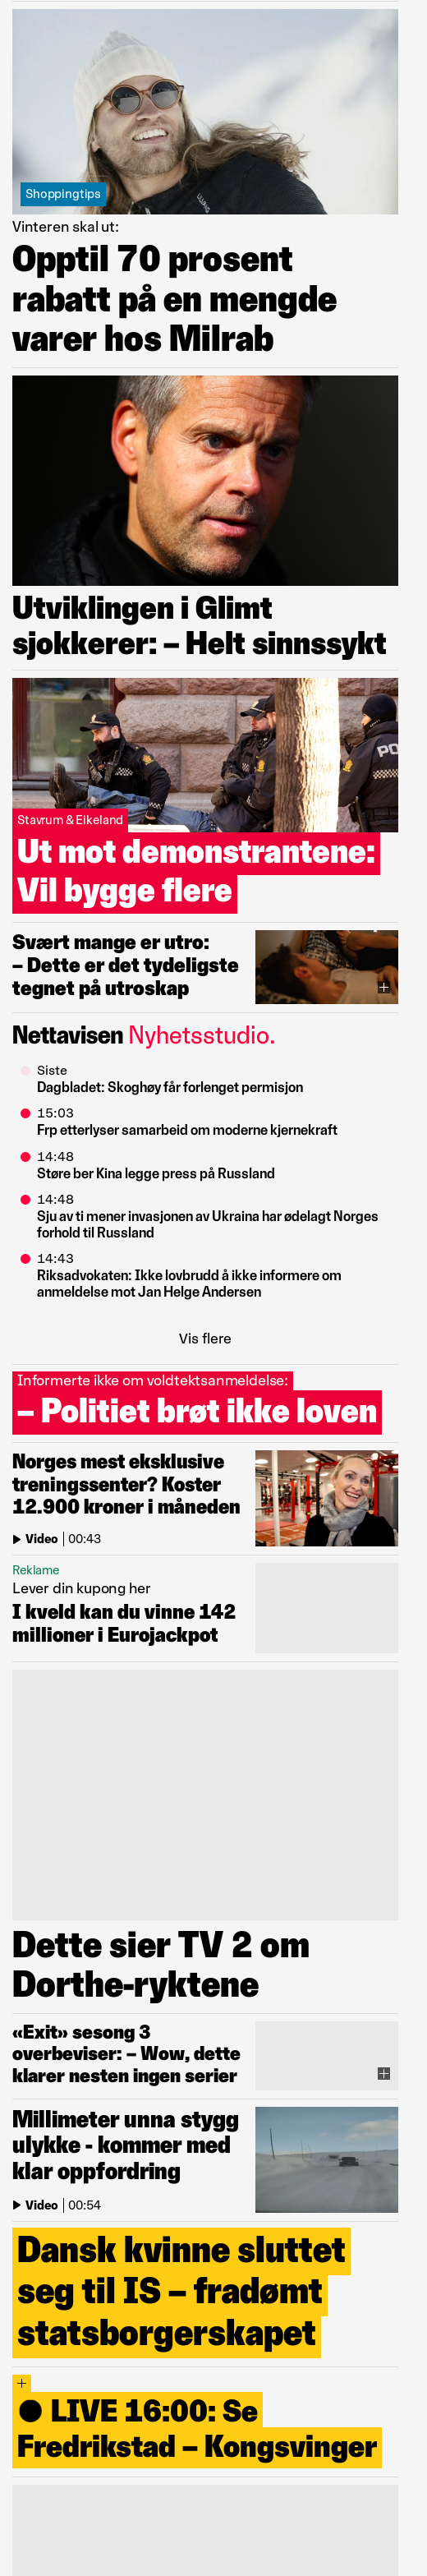 Shoppingtips
Vinteren skal ut:
Opptil 70 prosent
rabatt på en mengde
varer hos Milrab
Utviklingen i Glimt
sjokkerer: – Helt sinnssykt
PO
Stavrum & Eikeland
Ut mot demonstrantene:
Vil bygge flere
Svært mange er utro:
– Dette er det tydeligste
tegnet på utroskap
Nettavisen Nyhetsstudio.
Siste
Dagbladet: Skoghøy får forlenget permisjon
15:03
Frp etterlyser samarbeid om moderne kjernekraft
14:48
Støre ber Kina legge press på Russland
14:48
Sju av ti mener invasjonen av Ukraina har ødelagt Norges
forhold til Russland
14:43
Riksadvokaten: Ikke lovbrudd å ikke informere om
anmeldelse mot Jan Helge Andersen
Vis flere
Informerte ikke om voldtektsanmeldelse:
– Politiet brøt ikke loven
Norges mest eksklusive
treningssenter? Koster
12.900 kroner i måneden
Video 00:43
Reklame
Lever din kupong her
I kveld kan du vinne 142
millioner i Eurojackpot
Dette sier TV 2 om
Dorthe-ryktene
«Exit» sesong 3
overbeviser: – Wow, dette
klarer nesten ingen serier
Millimeter unna stygg
ulykke - kommer med
klar oppfordring
Video 00:54
Dansk kvinne sluttet
seg til IS – fradømt
statsborgerskapet
LIVE 16:00: Se
Fredrikstad – Kongsvinger